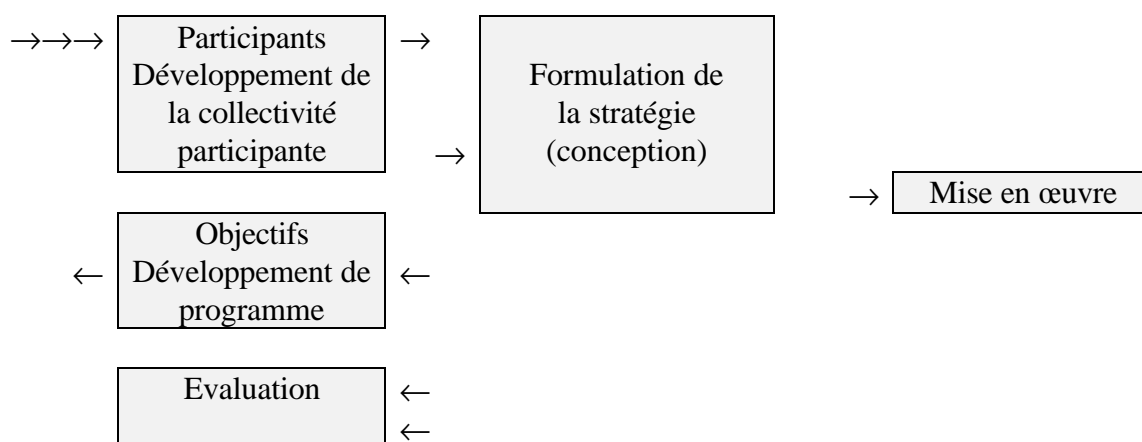 →→→ Participants →
Développement de
la collectivité
participante
Formulation de
la stratégie
(conception)
→
→ Mise en œuvre
Objectifs
← Développement de ←
programme
Evaluation ←
←